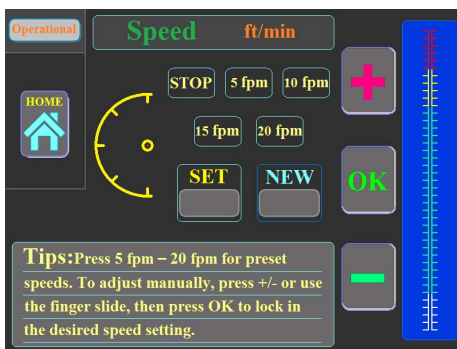 Operational
Speed ft/min
HOME
STOP 5 fpm 10 fpm
15 fpm 20 fpm
SET NEW
OK
Tips:Press 5 fpm – 20 fpm for preset
speeds. To adjust manually, press +/- or use
the finger slide, then press OK to lock in
the desired speed setting.